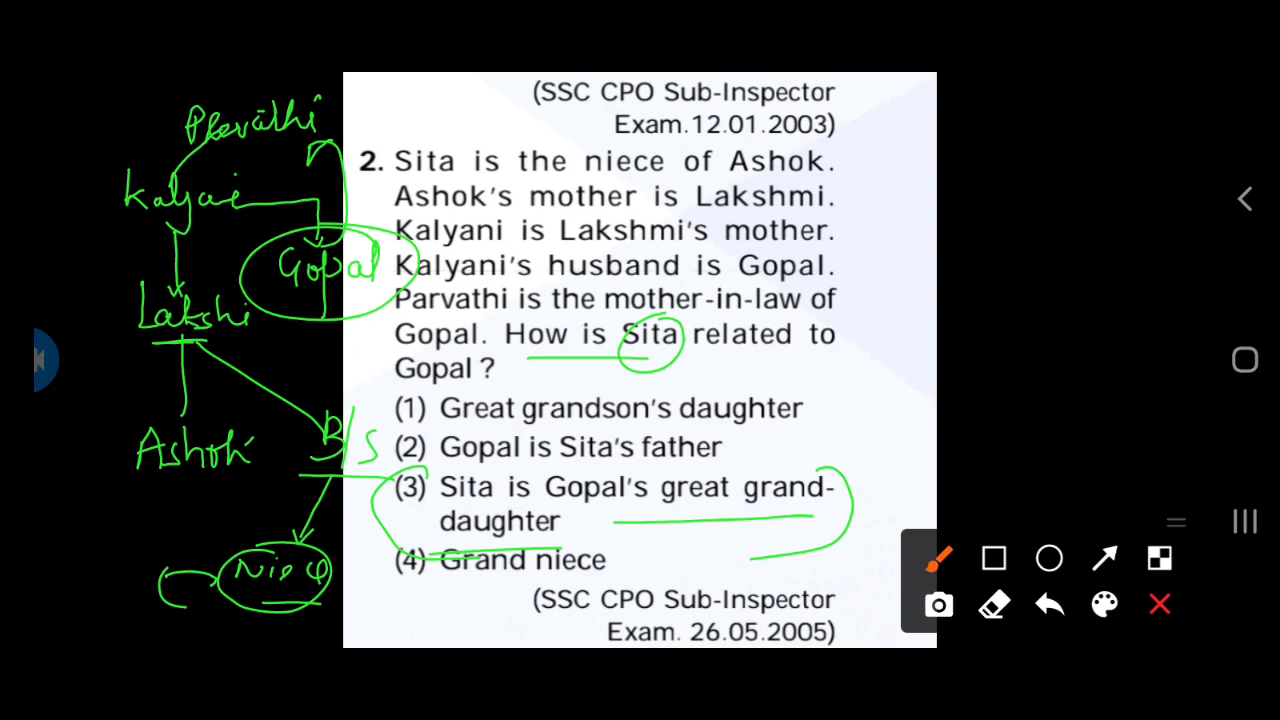 (SSC CPO Sub-Inspector
Exam.12.01.2003)
2. Sita is the niece of Ashok.
Ashok's mother is Lakshmi.
Kalyani is Lakshmi's mother.
Kalyani's husband is Gopal.
Parvathi is the mother-in-law of
Gopal. How is Sita related to
Gopal ?
(1) Great grandson's daughter
(2) Gopal is Sita's father
(3) Sita is Gopal's great grand-
daughter
(4) Grand niece
(SSC CPO Sub-Inspector
Exam. 26.05.2005)
Gopal
Lakshi
Ashok
B/S